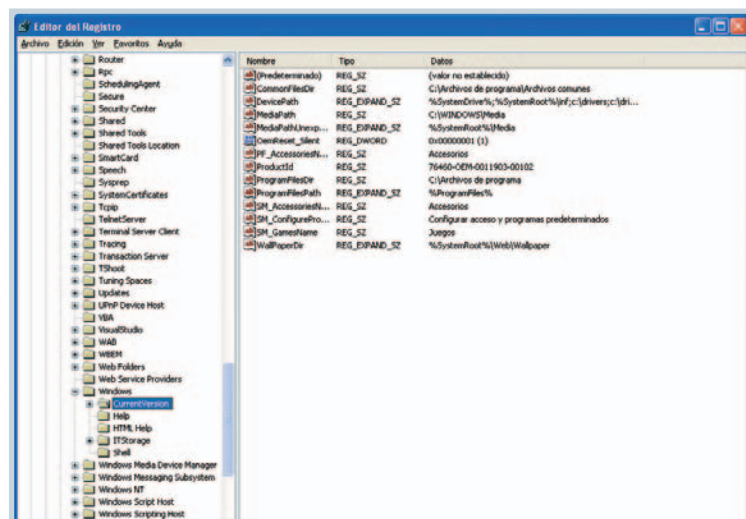 Editor del Registro
Archivo Edición Ver Favoritos Ayuda
Router
Rpc
SchedulingAgent
Secure
Security Center
Shared
Shared Tools
Shared Tools Location
SmartCard
Speech
Sysprep
SystemCertificates
Tcpip
TelnetServer
Terminal Server Client
Tracing
Transaction Server
TShoot
Tuning Spaces
Updates
UPnP Device Host
VBA
VisualStudio
WAB
WBEM
Web Folders
Web Service Providers
Windows
CurrentVersion
Help
HTML Help
ITStorage
Shell
Windows Media Device Manager
Windows Messaging Subsystem
Windows NT
Windows Script Host
Windows Scripting Host
Nombre Tipo Datos
(Predeterminado) REG_SZ (valor no establecido)
CommonFilesDir REG_SZ C:\Archivos de programa\Archivos comunes
DevicePath REG_EXPAND_SZ %SystemDrive%;%SystemRoot%\inf;c:\drivers;c:\dri...
MediaPath REG_SZ C:\WINDOWS\Media
MediaPathUnexp... REG_EXPAND_SZ %SystemRoot%\Media
OemReset_Silent REG_DWORD 0x00000001 (1)
PF_AccessoriesN... REG_SZ Accesorios
ProductId REG_SZ 76460-OEM-0011903-00102
ProgramFilesDir REG_SZ C:\Archivos de programa
ProgramFilesPath REG_EXPAND_SZ %ProgramFiles%
SM_AccessoriesN... REG_SZ Accesorios
SM_ConfigurePro... REG_SZ Configurar acceso y programas predeterminados
SM_GamesName REG_SZ Juegos
WallPaperDir REG_EXPAND_SZ %SystemRoot%\Web\Wallpaper